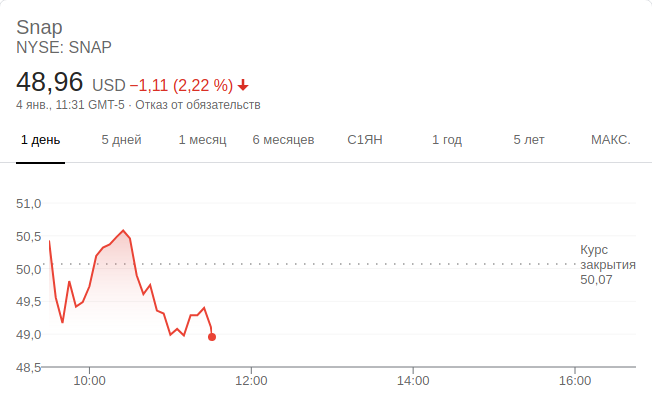 Snap
NYSE: SNAP
48,96 USD −1,11 (2,22 %)
4 янв., 11:31 GMT-5 · Отказ от обязательств
1 день 5 дней 1 месяц 6 месяцев С1ЯН 1 год 5 лет МАКС.
51,0
50,5
50,0
49,5
49,0
48,5
Курс
закрытия
50,07
10:00 12:00 14:00 16:00